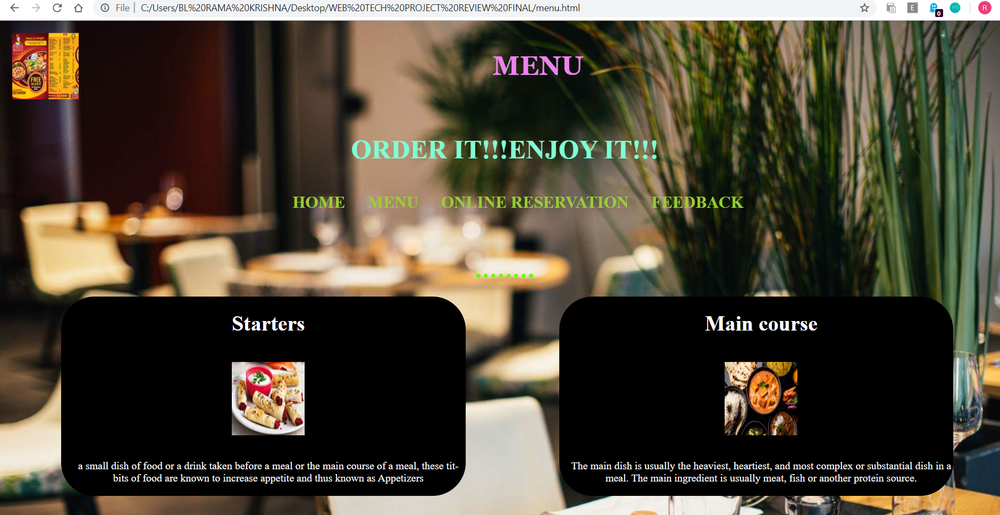 File | C:/Users/BL%20RAMA%20KRISHNA/Desktop/WEB%20TECH%20PROJECT%20REVIEW%20FINAL/menu.html
E
0
m
R
FREE
DELIVERY
MENU
ORDER IT!!!ENJOY IT!!!
HOME MENU ONLINE RESERVATION FEEDBACK
Starters
Main course
a small dish of food or a drink taken before a meal or the main course of a meal, these tit-
bits of food are known to increase appetite and thus known as Appetizers
The main dish is usually the heaviest, heartiest, and most complex or substantial dish in a
meal. The main ingredient is usually meat, fish or another protein source.